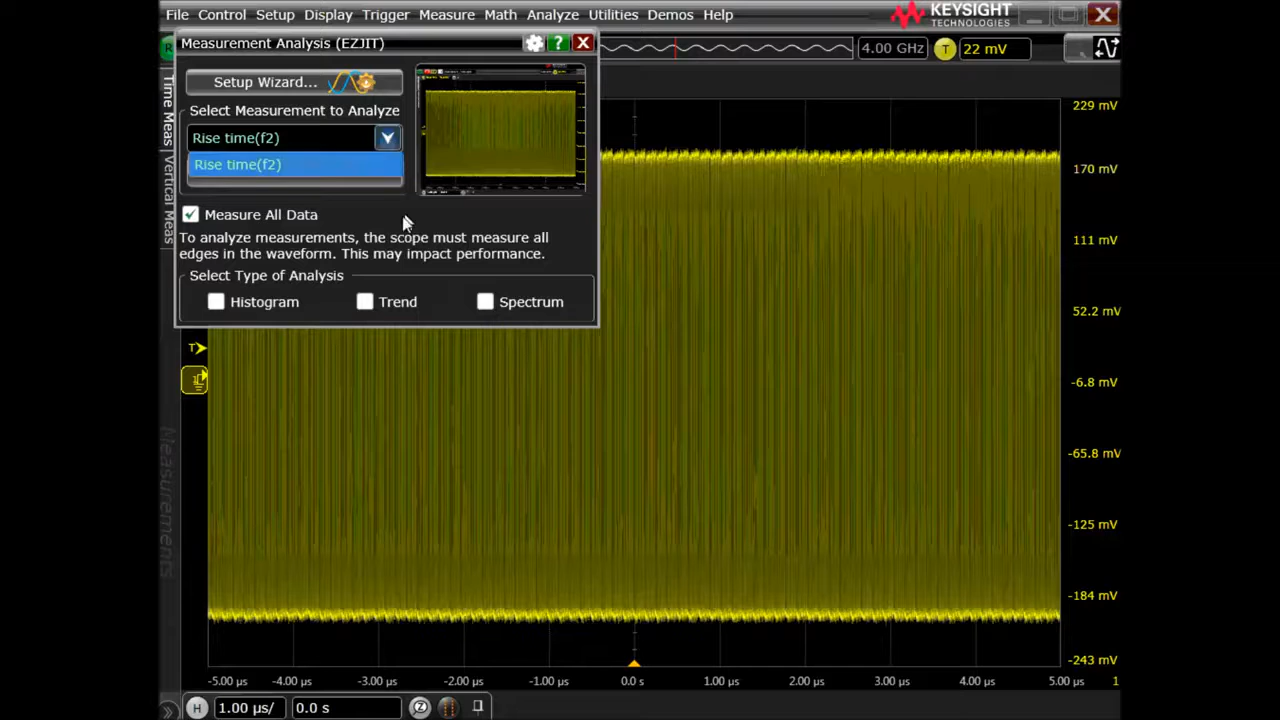 File Control Setup Display Trigger Measure Math Analyze Utilities Demos Help
KEYSIGHT
TECHNOLOGIES
Measurement Analysis (EZJIT) ?
4.00 GHz T 22 mV
Setup Wizard...
Select Measurement to Analyze
Rise time(f2)
Rise time(f2)
Measure All Data
To analyze measurements, the scope must measure all
edges in the waveform. This may impact performance.
Select Type of Analysis
Histogram Trend Spectrum
Time Meas
Vertical Meas
Measurements
T
229 mV
170 mV
111 mV
52.2 mV
-6.8 mV
-65.8 mV
-125 mV
-184 mV
-243 mV
-5.00 µs -4.00 µs -3.00 µs -2.00 µs -1.00 µs 0.0 s 1.00 µs 2.00 µs 3.00 µs 4.00 µs 5.00 µs 1
H 1.00 µs/ 0.0 s Z